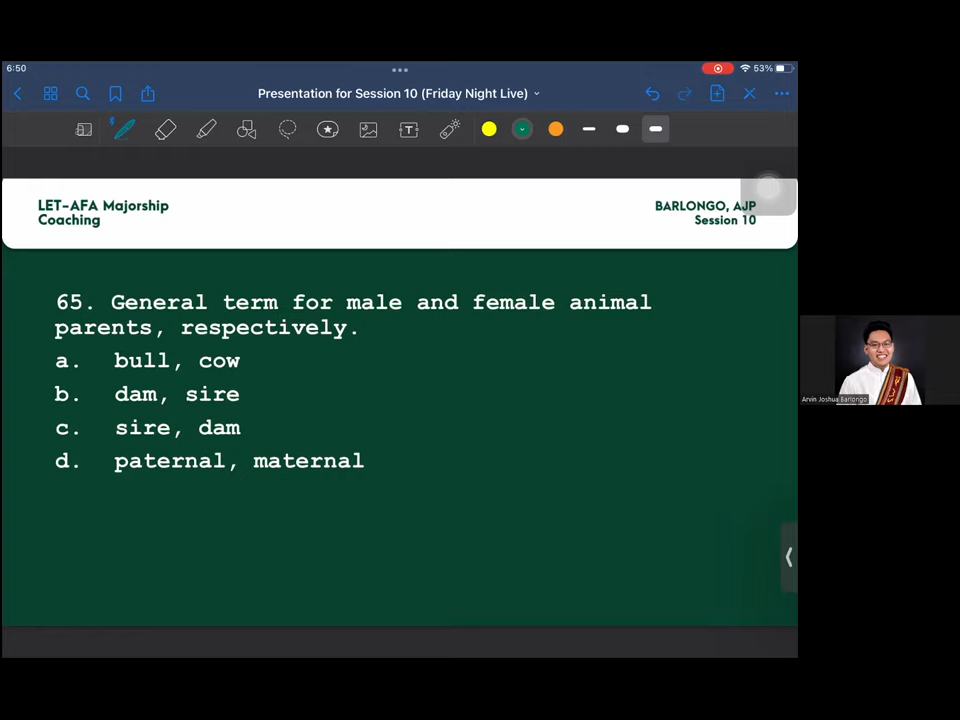 6:50
53%
Presentation for Session 10 (Friday Night Live)
T
LET-AFA Majorship
Coaching
BARLONGO, AJP
Session 10
65. General term for male and female animal
parents, respectively.
a. bull, cow
b. dam, sire
c. sire, dam
d. paternal, maternal
Arvin Joshua Barlongo